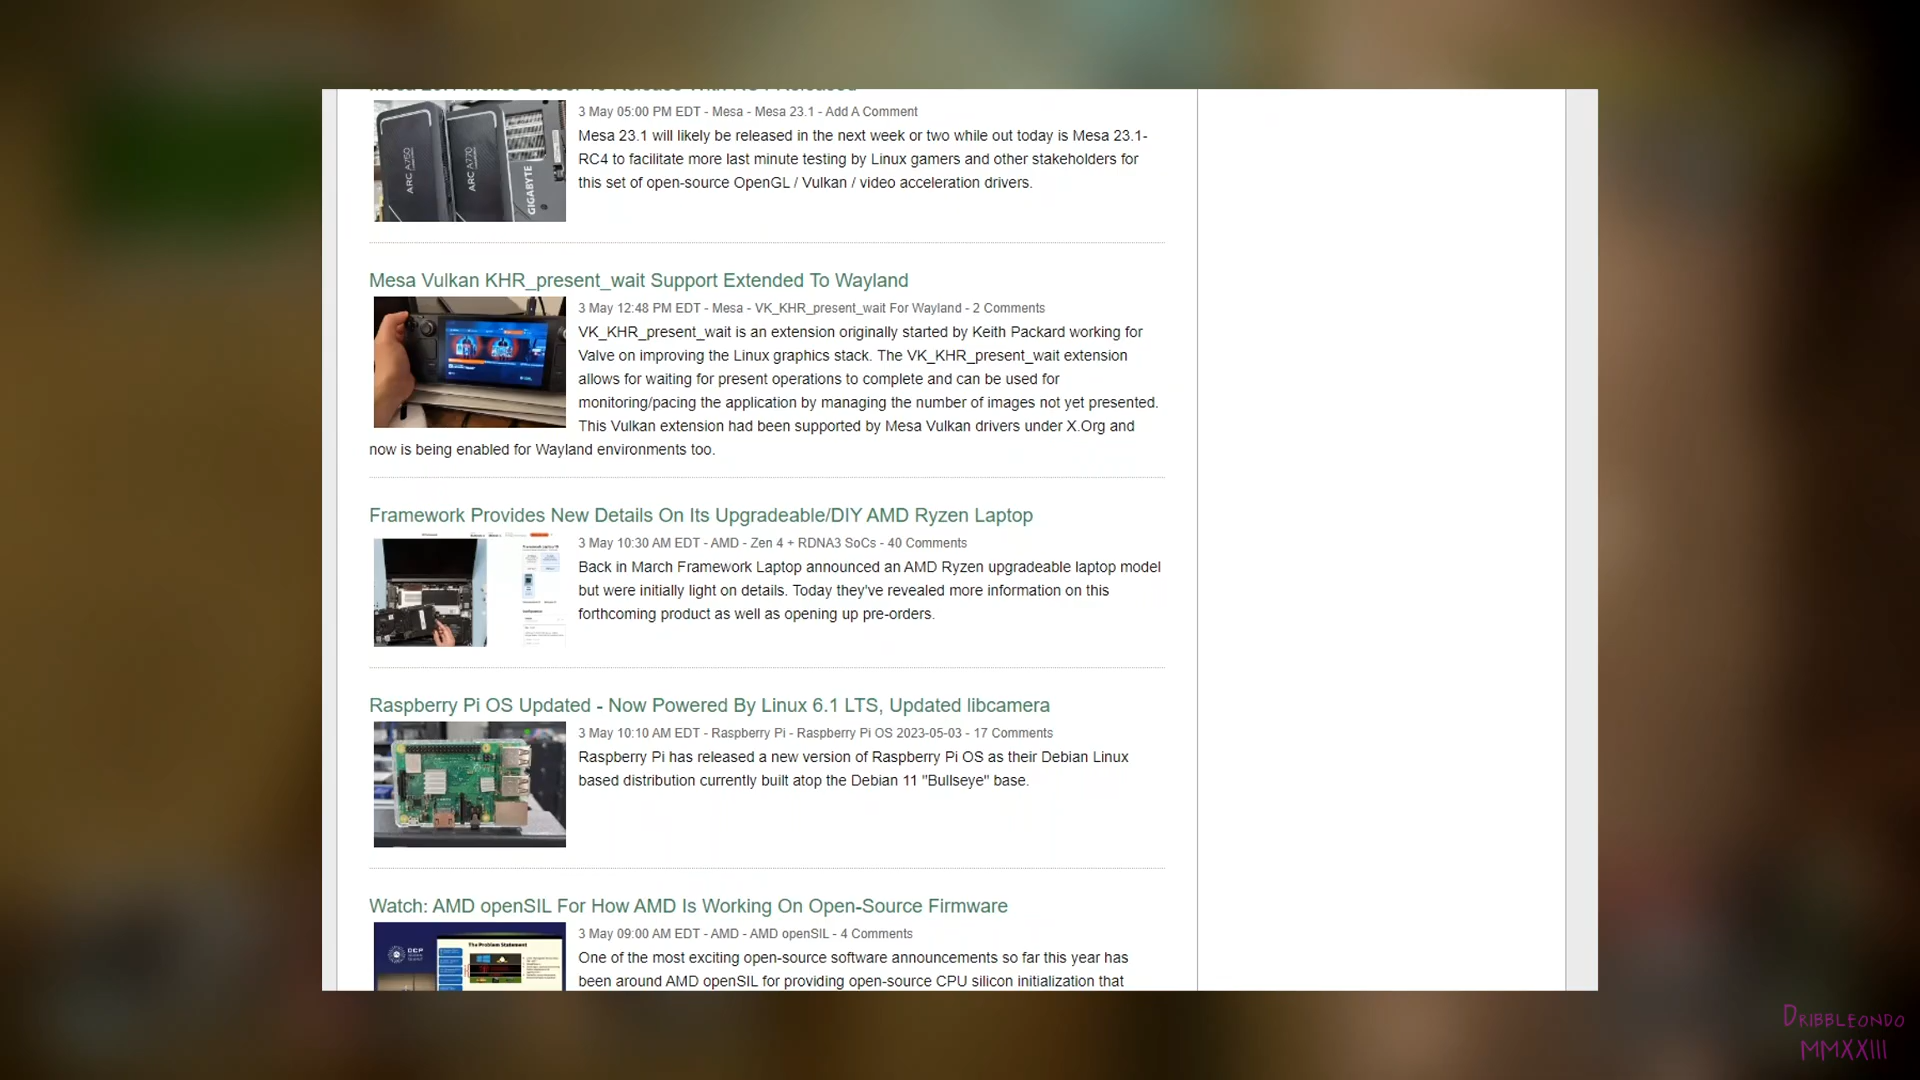 3 May 05:00 PM EDT - Mesa - Mesa 23.1 - Add A Comment
Mesa 23.1 will likely be released in the next week or two while out today is Mesa 23.1-
RC4 to facilitate more last minute testing by Linux gamers and other stakeholders for
this set of open-source OpenGL / Vulkan / video acceleration drivers.
ARC A750
ARC A770
GIGABYTE
Mesa Vulkan KHR_present_wait Support Extended To Wayland
3 May 12:48 PM EDT - Mesa - VK_KHR_present_wait For Wayland - 2 Comments
VK_KHR_present_wait is an extension originally started by Keith Packard working for
Valve on improving the Linux graphics stack. The VK_KHR_present_wait extension
allows for waiting for present operations to complete and can be used for
monitoring/pacing the application by managing the number of images not yet presented.
This Vulkan extension had been supported by Mesa Vulkan drivers under X.Org and
now is being enabled for Wayland environments too.
Framework Provides New Details On Its Upgradeable/DIY AMD Ryzen Laptop
3 May 10:30 AM EDT - AMD - Zen 4 + RDNA3 SoCs - 40 Comments
Back in March Framework Laptop announced an AMD Ryzen upgradeable laptop model
but were initially light on details. Today they've revealed more information on this
forthcoming product as well as opening up pre-orders.
Raspberry Pi OS Updated - Now Powered By Linux 6.1 LTS, Updated libcamera
3 May 10:10 AM EDT - Raspberry Pi - Raspberry Pi OS 2023-05-03 - 17 Comments
Raspberry Pi has released a new version of Raspberry Pi OS as their Debian Linux
based distribution currently built atop the Debian 11 "Bullseye" base.
Watch: AMD openSIL For How AMD Is Working On Open-Source Firmware
3 May 09:00 AM EDT - AMD - AMD openSIL - 4 Comments
One of the most exciting open-source software announcements so far this year has
been around AMD openSIL for providing open-source CPU silicon initialization that
The Problem Statement
DRIBBLEONDO
MMXXIII